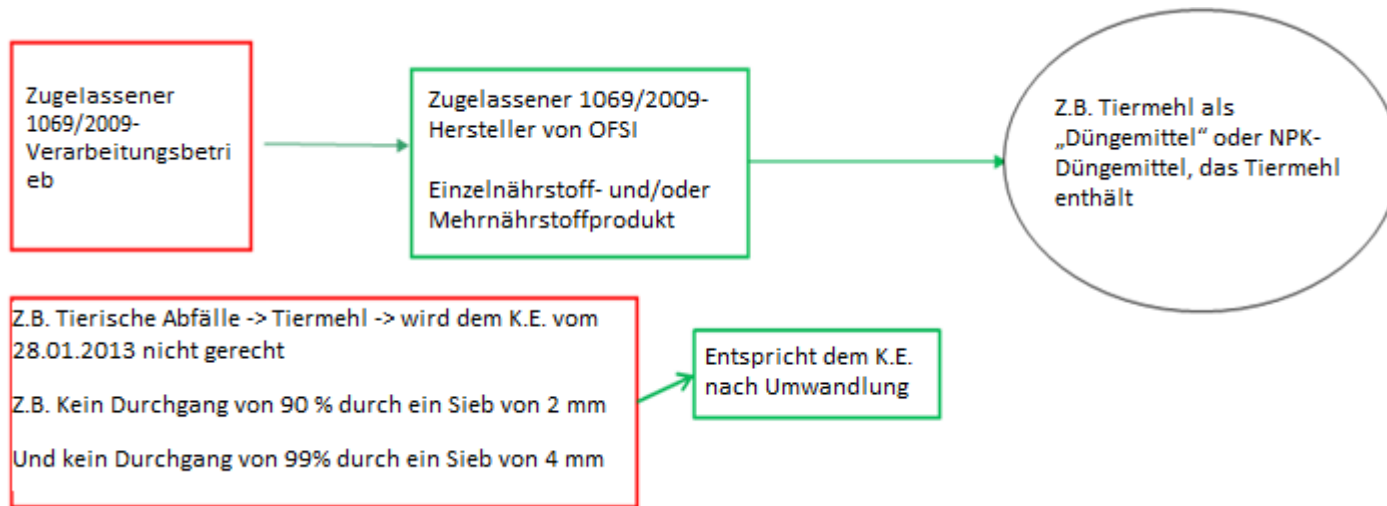 Zugelassener
1069/2009-
Verarbeitungsbetri
eb
Zugelassener 1069/2009-
Hersteller von OFSI
Einzelnährstoff- und/oder
Mehrnährstoffprodukt
Z.B. Tiermehl als
„Düngemittel“ oder NPK-
Düngemittel, das Tiermehl
enthält
Z.B. Tierische Abfälle -> Tiermehl -> wird dem K.E. vom
28.01.2013 nicht gerecht
Z.B. Kein Durchgang von 90 % durch ein Sieb von 2 mm
Und kein Durchgang von 99% durch ein Sieb von 4 mm
Entspricht dem K.E.
nach Umwandlung